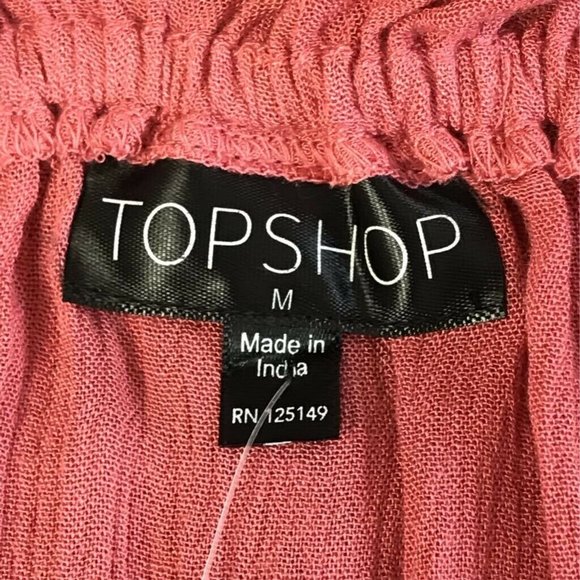 TOPSHOP
M
Made in
India
RN 125149